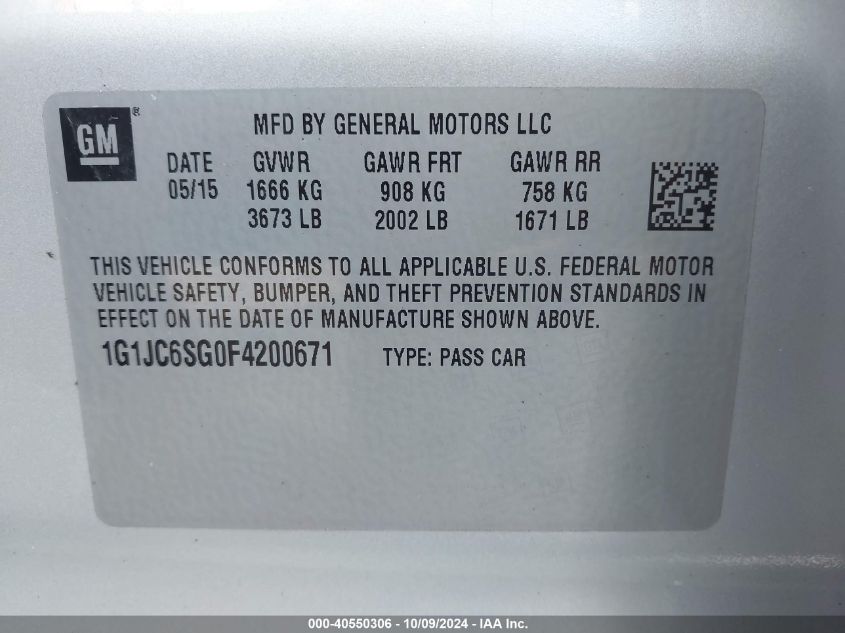 GM
MFD BY GENERAL MOTORS LLC
DATE GVWR GAWR FRT GAWR RR
05/15 1666 KG 908 KG 758 KG
3673 LB 2002 LB 1671 LB
THIS VEHICLE CONFORMS TO ALL APPLICABLE U.S. FEDERAL MOTOR
VEHICLE SAFETY, BUMPER, AND THEFT PREVENTION STANDARDS IN
EFFECT ON THE DATE OF MANUFACTURE SHOWN ABOVE.
1G1JC6SG0F4200671 TYPE: PASS CAR
000-40550306 - 10/09/2024 - IAA Inc.